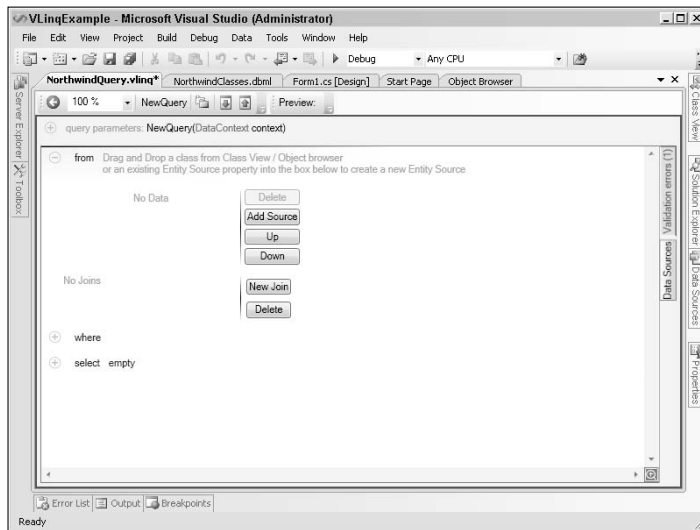 VLinqExample - Microsoft Visual Studio (Administrator)
File Edit View Project Build Debug Data Tools Window Help
Debug Any CPU
NorthwindQuery.vlinq* NorthwindClasses.dbml Form1.cs [Design] Start Page Object Browser
100 % NewQuery Preview:
query parameters: NewQuery(DataContext context)
from Drag and Drop a class from Class View / Object browser
or an existing Entity Source property into the box below to create a new Entity Source
No Data
Delete
Add Source
Up
Down
No Joins
New Join
Delete
where
select empty
Server Explorer
Toolbox
Validation errors (1)
Data Sources
Class View
Solution Explorer
Data Sources
Properties
Error List Output Breakpoints
Ready